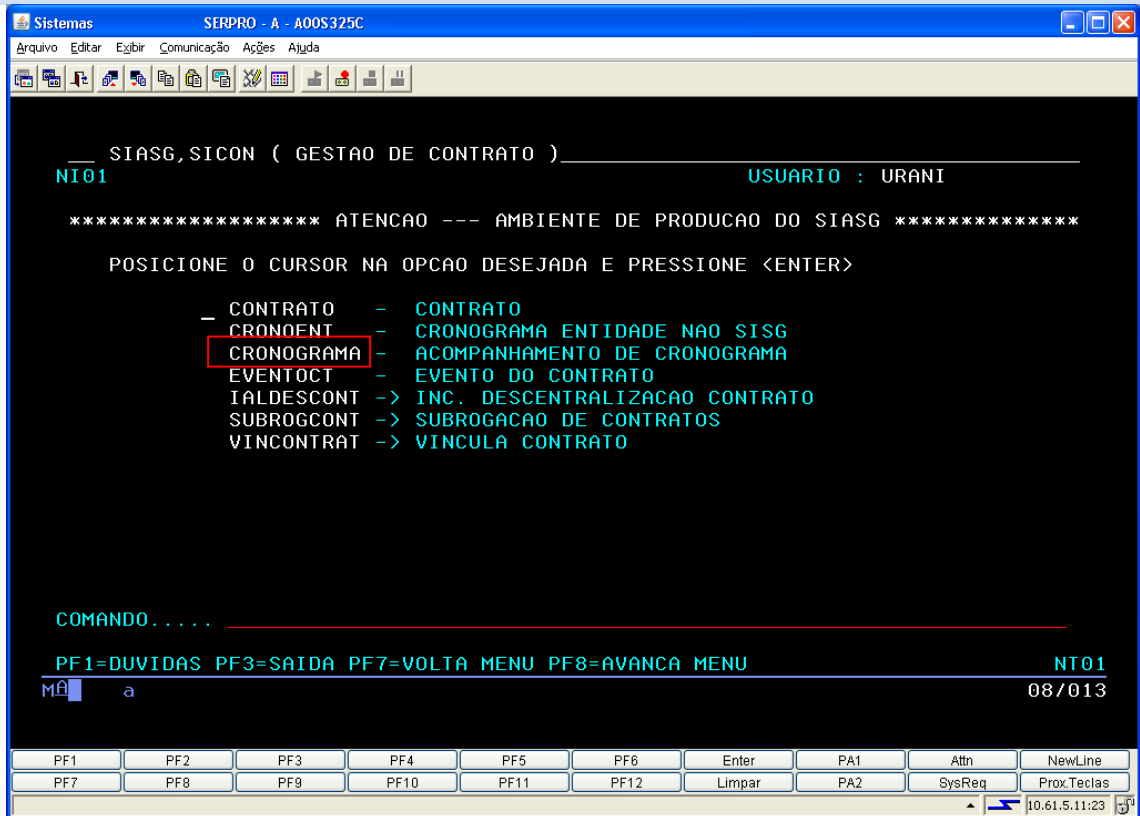 Sistemas SERPRO - A - A00S325C
Arquivo Editar Exibir Comunicação Ações Ajuda
__ SIASG,SICON ( GESTAO DE CONTRATO )_______________________________________
NI01 USUARIO : URANI
******************* ATENCAO --- AMBIENTE DE PRODUCAO DO SIASG **************
POSICIONE O CURSOR NA OPCAO DESEJADA E PRESSIONE <ENTER>
_ CONTRATO - CONTRATO
CRONOENT - CRONOGRAMA ENTIDADE NAO SISG
CRONOGRAMA - ACOMPANHAMENTO DE CRONOGRAMA
EVENTOCT - EVENTO DO CONTRATO
IALDESCONT -> INC. DESCENTRALIZACAO CONTRATO
SUBROGCONT -> SUBROGACAO DE CONTRATOS
VINCONTRAT -> VINCULA CONTRATO
COMANDO..... _______________________________________________________________
PF1=DUVIDAS PF3=SAIDA PF7=VOLTA MENU PF8=AVANCA MENU NT01
MA a 08/013
PF1 PF2 PF3 PF4 PF5 PF6 Enter PA1 Attn NewLine
PF7 PF8 PF9 PF10 PF11 PF12 Limpar PA2 SysReq Prox.Teclas
10.61.5.11:23